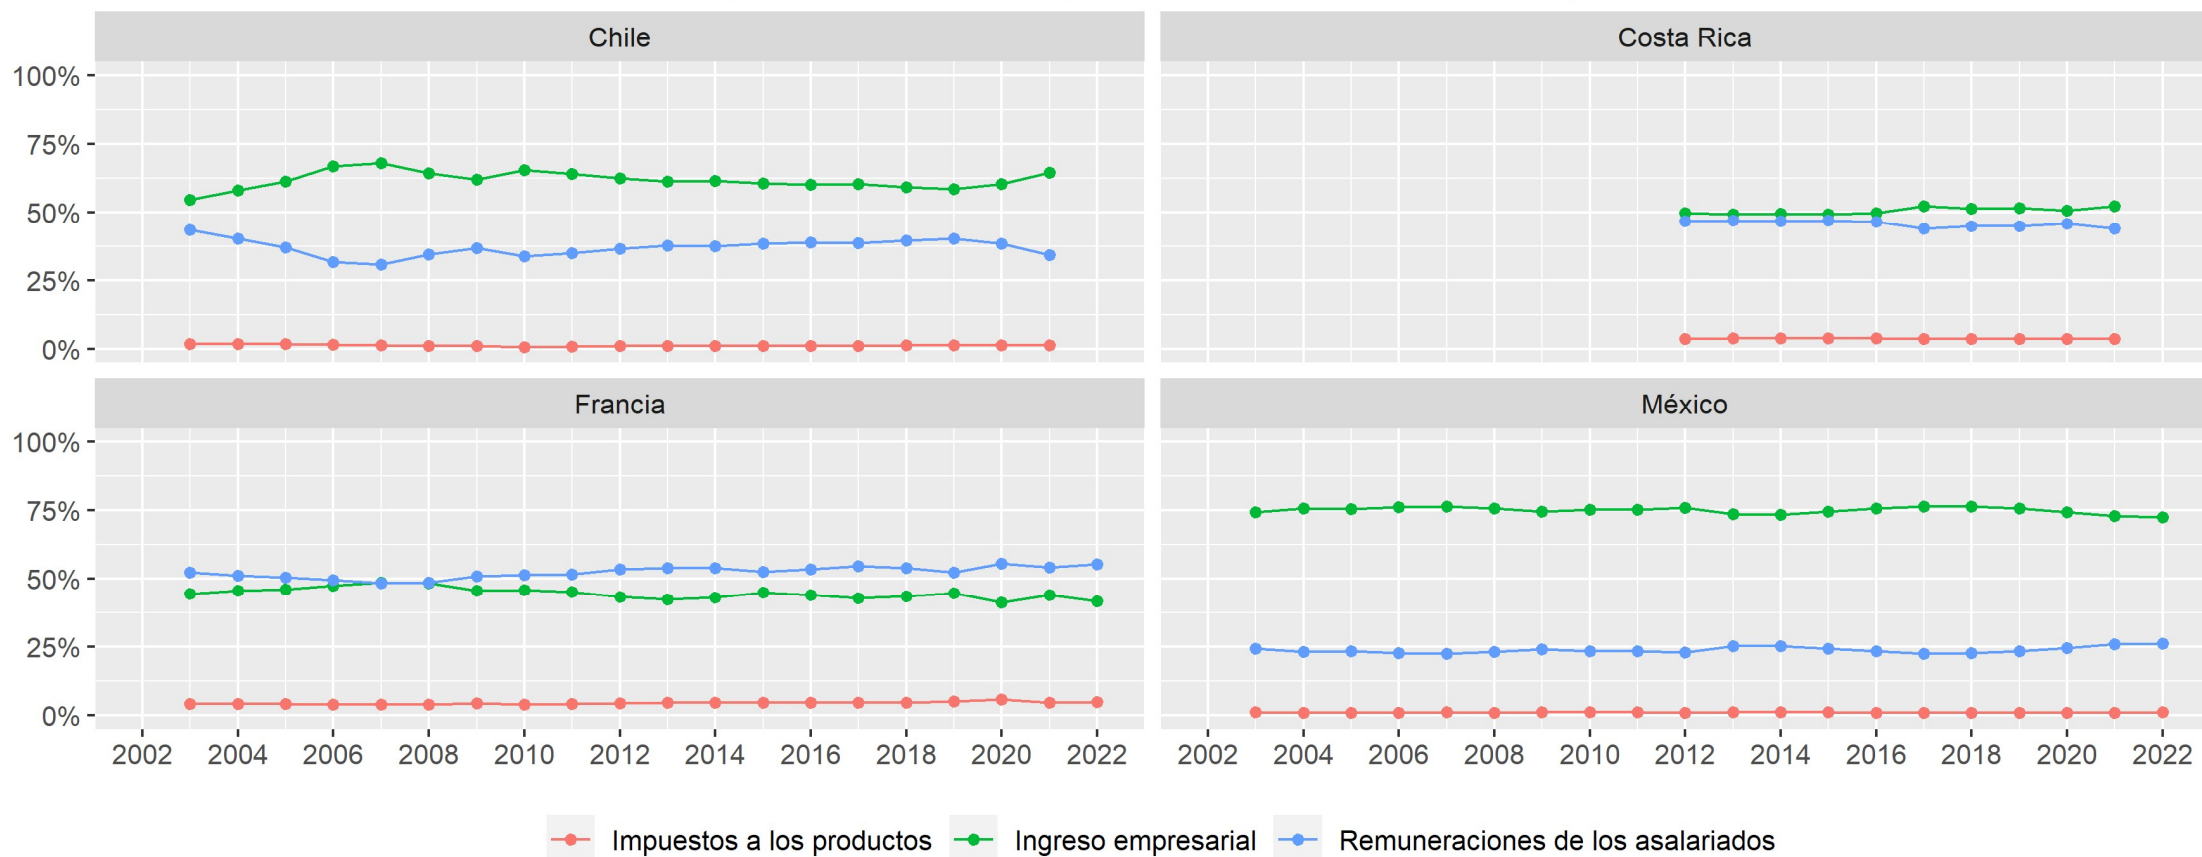 Chile
Costa Rica
100%
75%
50%
25%
0%
Francia
México
100%
75%
50%
25%
0%
2002 2004 2006 2008 2010 2012 2014 2016 2018 2020 2022
2002 2004 2006 2008 2010 2012 2014 2016 2018 2020 2022
Impuestos a los productos Ingreso empresarial Remuneraciones de los asalariados